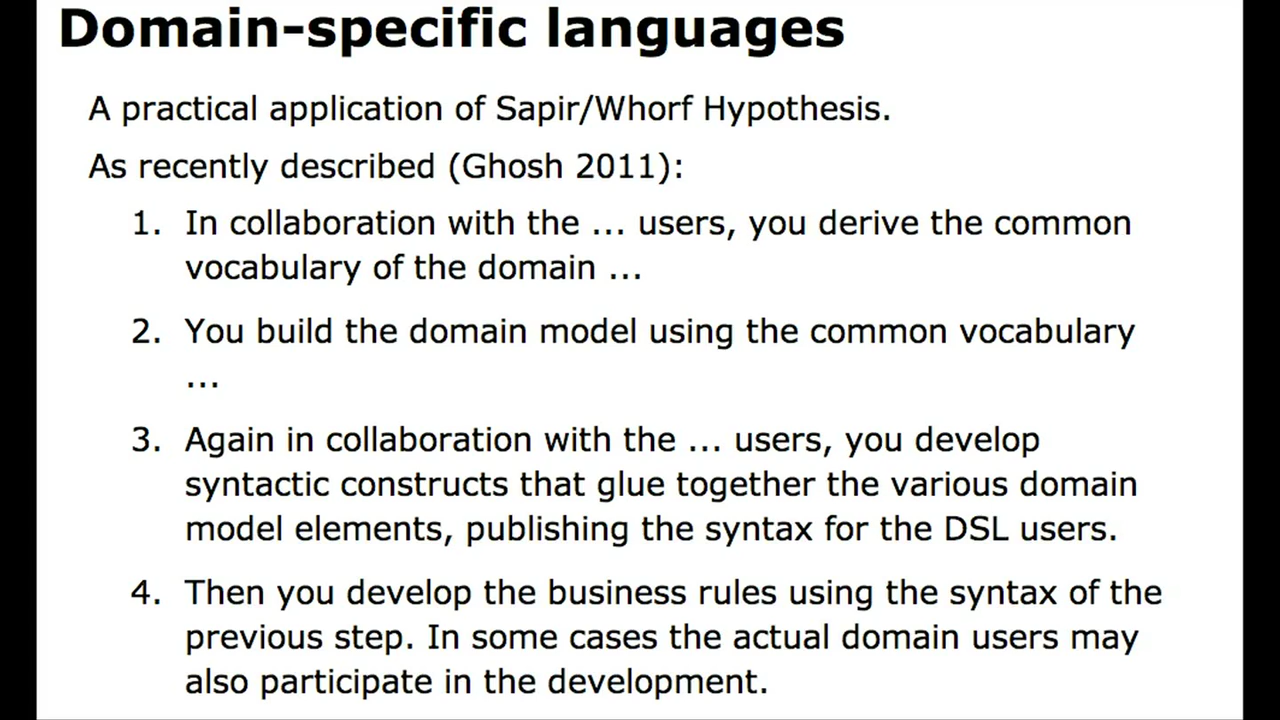 Domain-specific languages
A practical application of Sapir/Whorf Hypothesis.
As recently described (Ghosh 2011):
1. In collaboration with the ... users, you derive the common
vocabulary of the domain ...
2. You build the domain model using the common vocabulary
...
3. Again in collaboration with the ... users, you develop
syntactic constructs that glue together the various domain
model elements, publishing the syntax for the DSL users.
4. Then you develop the business rules using the syntax of the
previous step. In some cases the actual domain users may
also participate in the development.